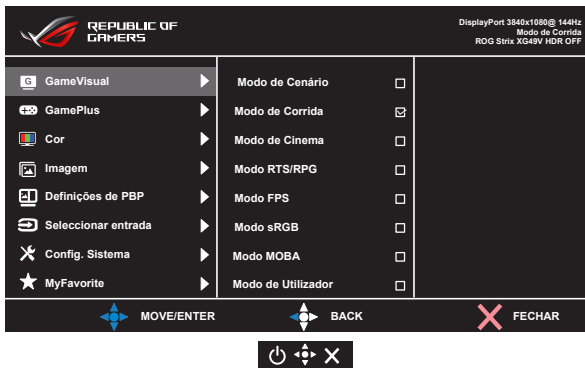 REPUBLIC OF
GAMERS
DisplayPort 3840x1080@ 144Hz
Modo de Corrida
ROG Strix XG49V HDR OFF
G GameVisual
GamePlus
Cor
Imagem
Definições de PBP
Seleccionar entrada
Config. Sistema
MyFavorite
Modo de Cenário
Modo de Corrida
Modo de Cinema
Modo RTS/RPG
Modo FPS
Modo sRGB
Modo MOBA
Modo de Utilizador
MOVE/ENTER
BACK
FECHAR